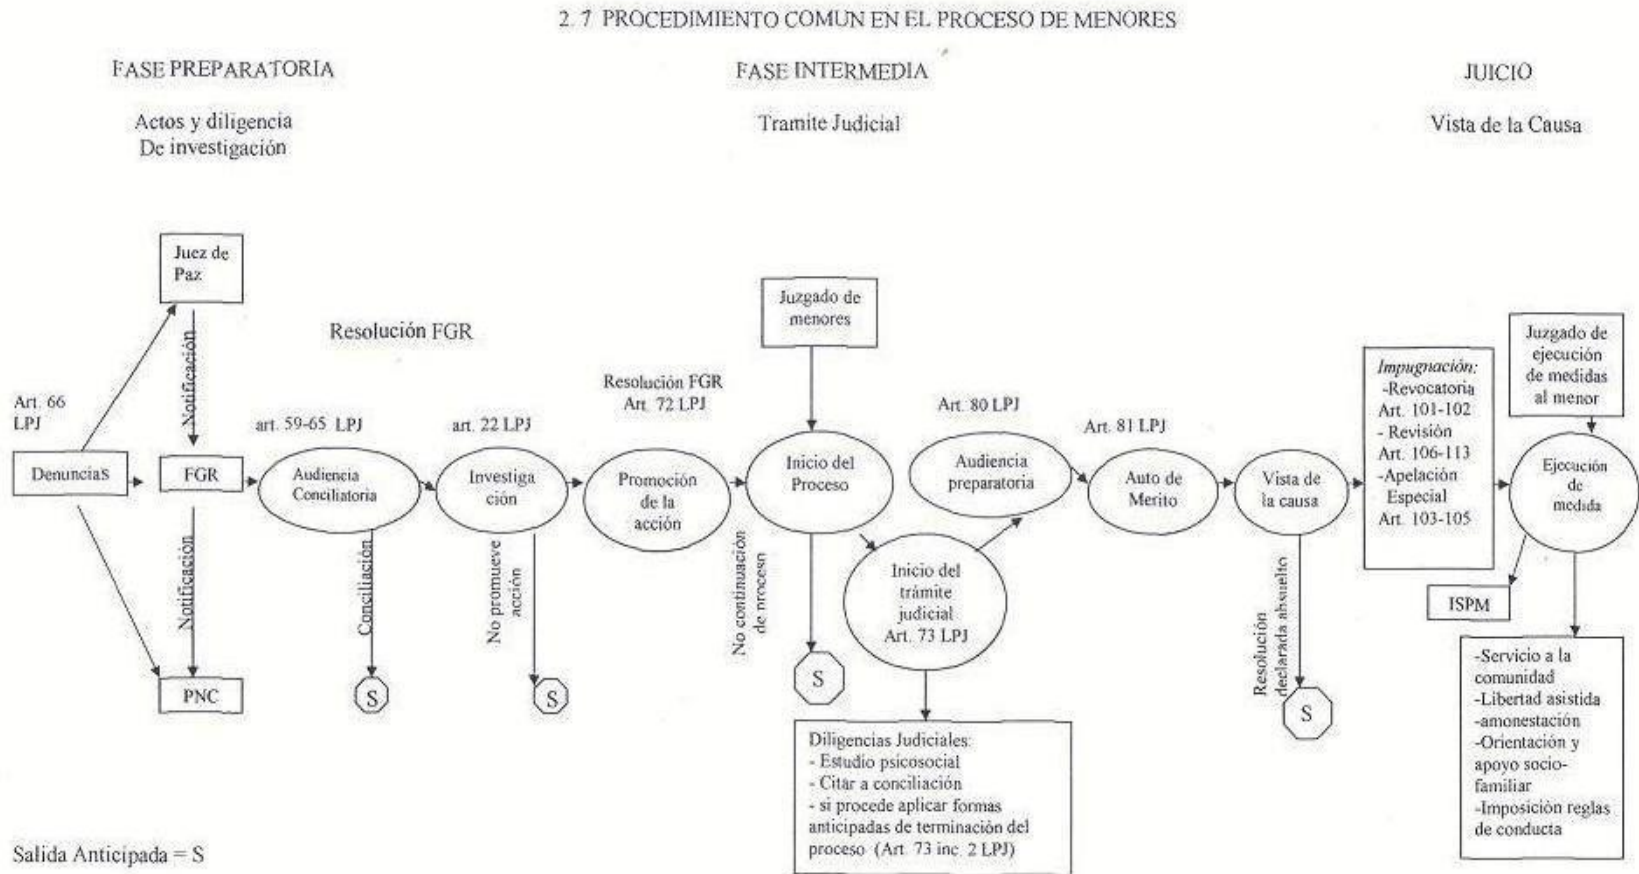 2. 7 PROCEDIMIENTO COMUN EN EL PROCESO DE MENORES
FASE PREPARATORIA
Actos y diligencia
De investigación
FASE INTERMEDIA
Tramite Judicial
JUICIO
Vista de la Causa
Art. 66
LPJ
Denuncias
Juez de
Paz
Notificación
FGR
Notificación
PNC
Resolución FGR
art. 59-65 LPJ
Audiencia
Conciliatoria
Conciliación
S
art. 22 LPJ
Investiga
ción
No promueve
acción
S
Resolución FGR
Art. 72 LPJ
Promoción
de la
acción
Juzgado de
menores
Inicio del
Proceso
No continuación
de proceso
S
Inicio del
trámite
judicial
Art. 73 LPJ
Diligencias Judiciales:
- Estudio psicosocial
- Citar a conciliación
- si procede aplicar formas
anticipadas de terminación del
proceso (Art. 73 inc. 2 LPJ)
Art. 80 LPJ
Audiencia
preparatoria
Art. 81 LPJ
Auto de
Merito
Vista de
la causa
Resolución
declarada absuelto
S
Impugnación:
-Revocatoria
Art. 101-102
- Revisión
Art. 106-113
-Apelación
Especial
Art. 103-105
Juzgado de
ejecución
de medidas
al menor
Ejecución
de
medida
ISPM
-Servicio a la
comunidad
-Libertad asistida
-amonestación
-Orientación y
apoyo socio-
familiar
-Imposición reglas
de conducta
Salida Anticipada = S